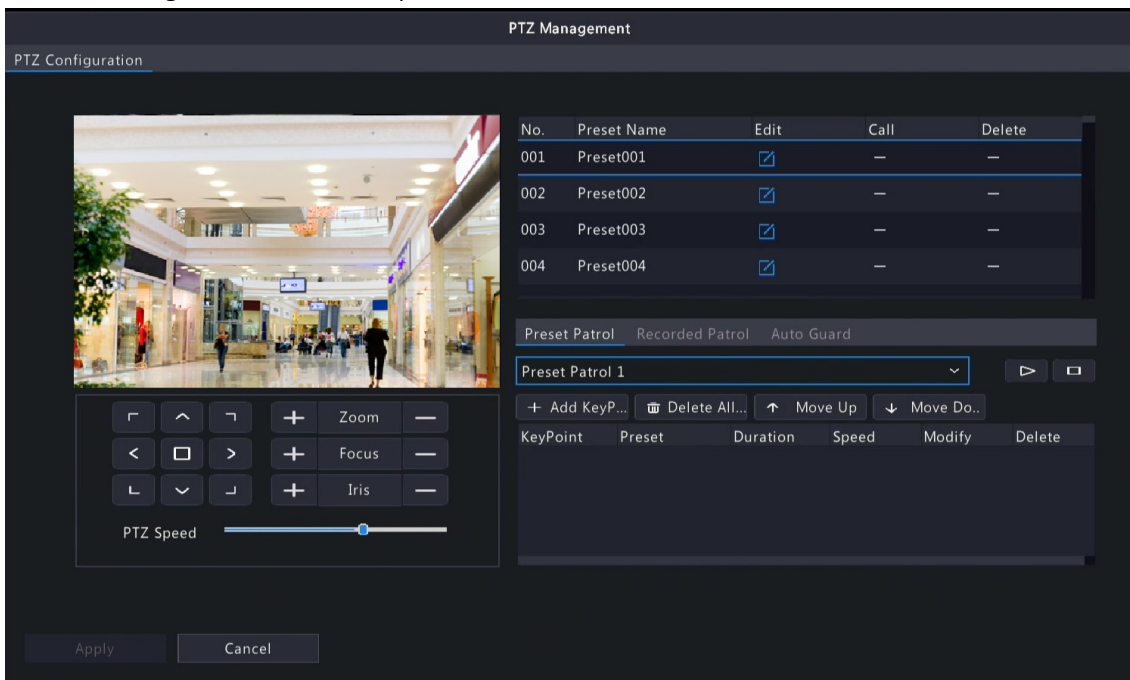 PTZ Management
PTZ Configuration
No. Preset Name Edit Call Delete
001 Preset001 — —
002 Preset002 — —
003 Preset003 — —
004 Preset004 — —
Preset Patrol Recorded Patrol Auto Guard
Preset Patrol 1
+ Add KeyP... Delete All... Move Up Move Do..
KeyPoint Preset Duration Speed Modify Delete
+ Zoom —
+ Focus —
+ Iris —
PTZ Speed
Apply Cancel